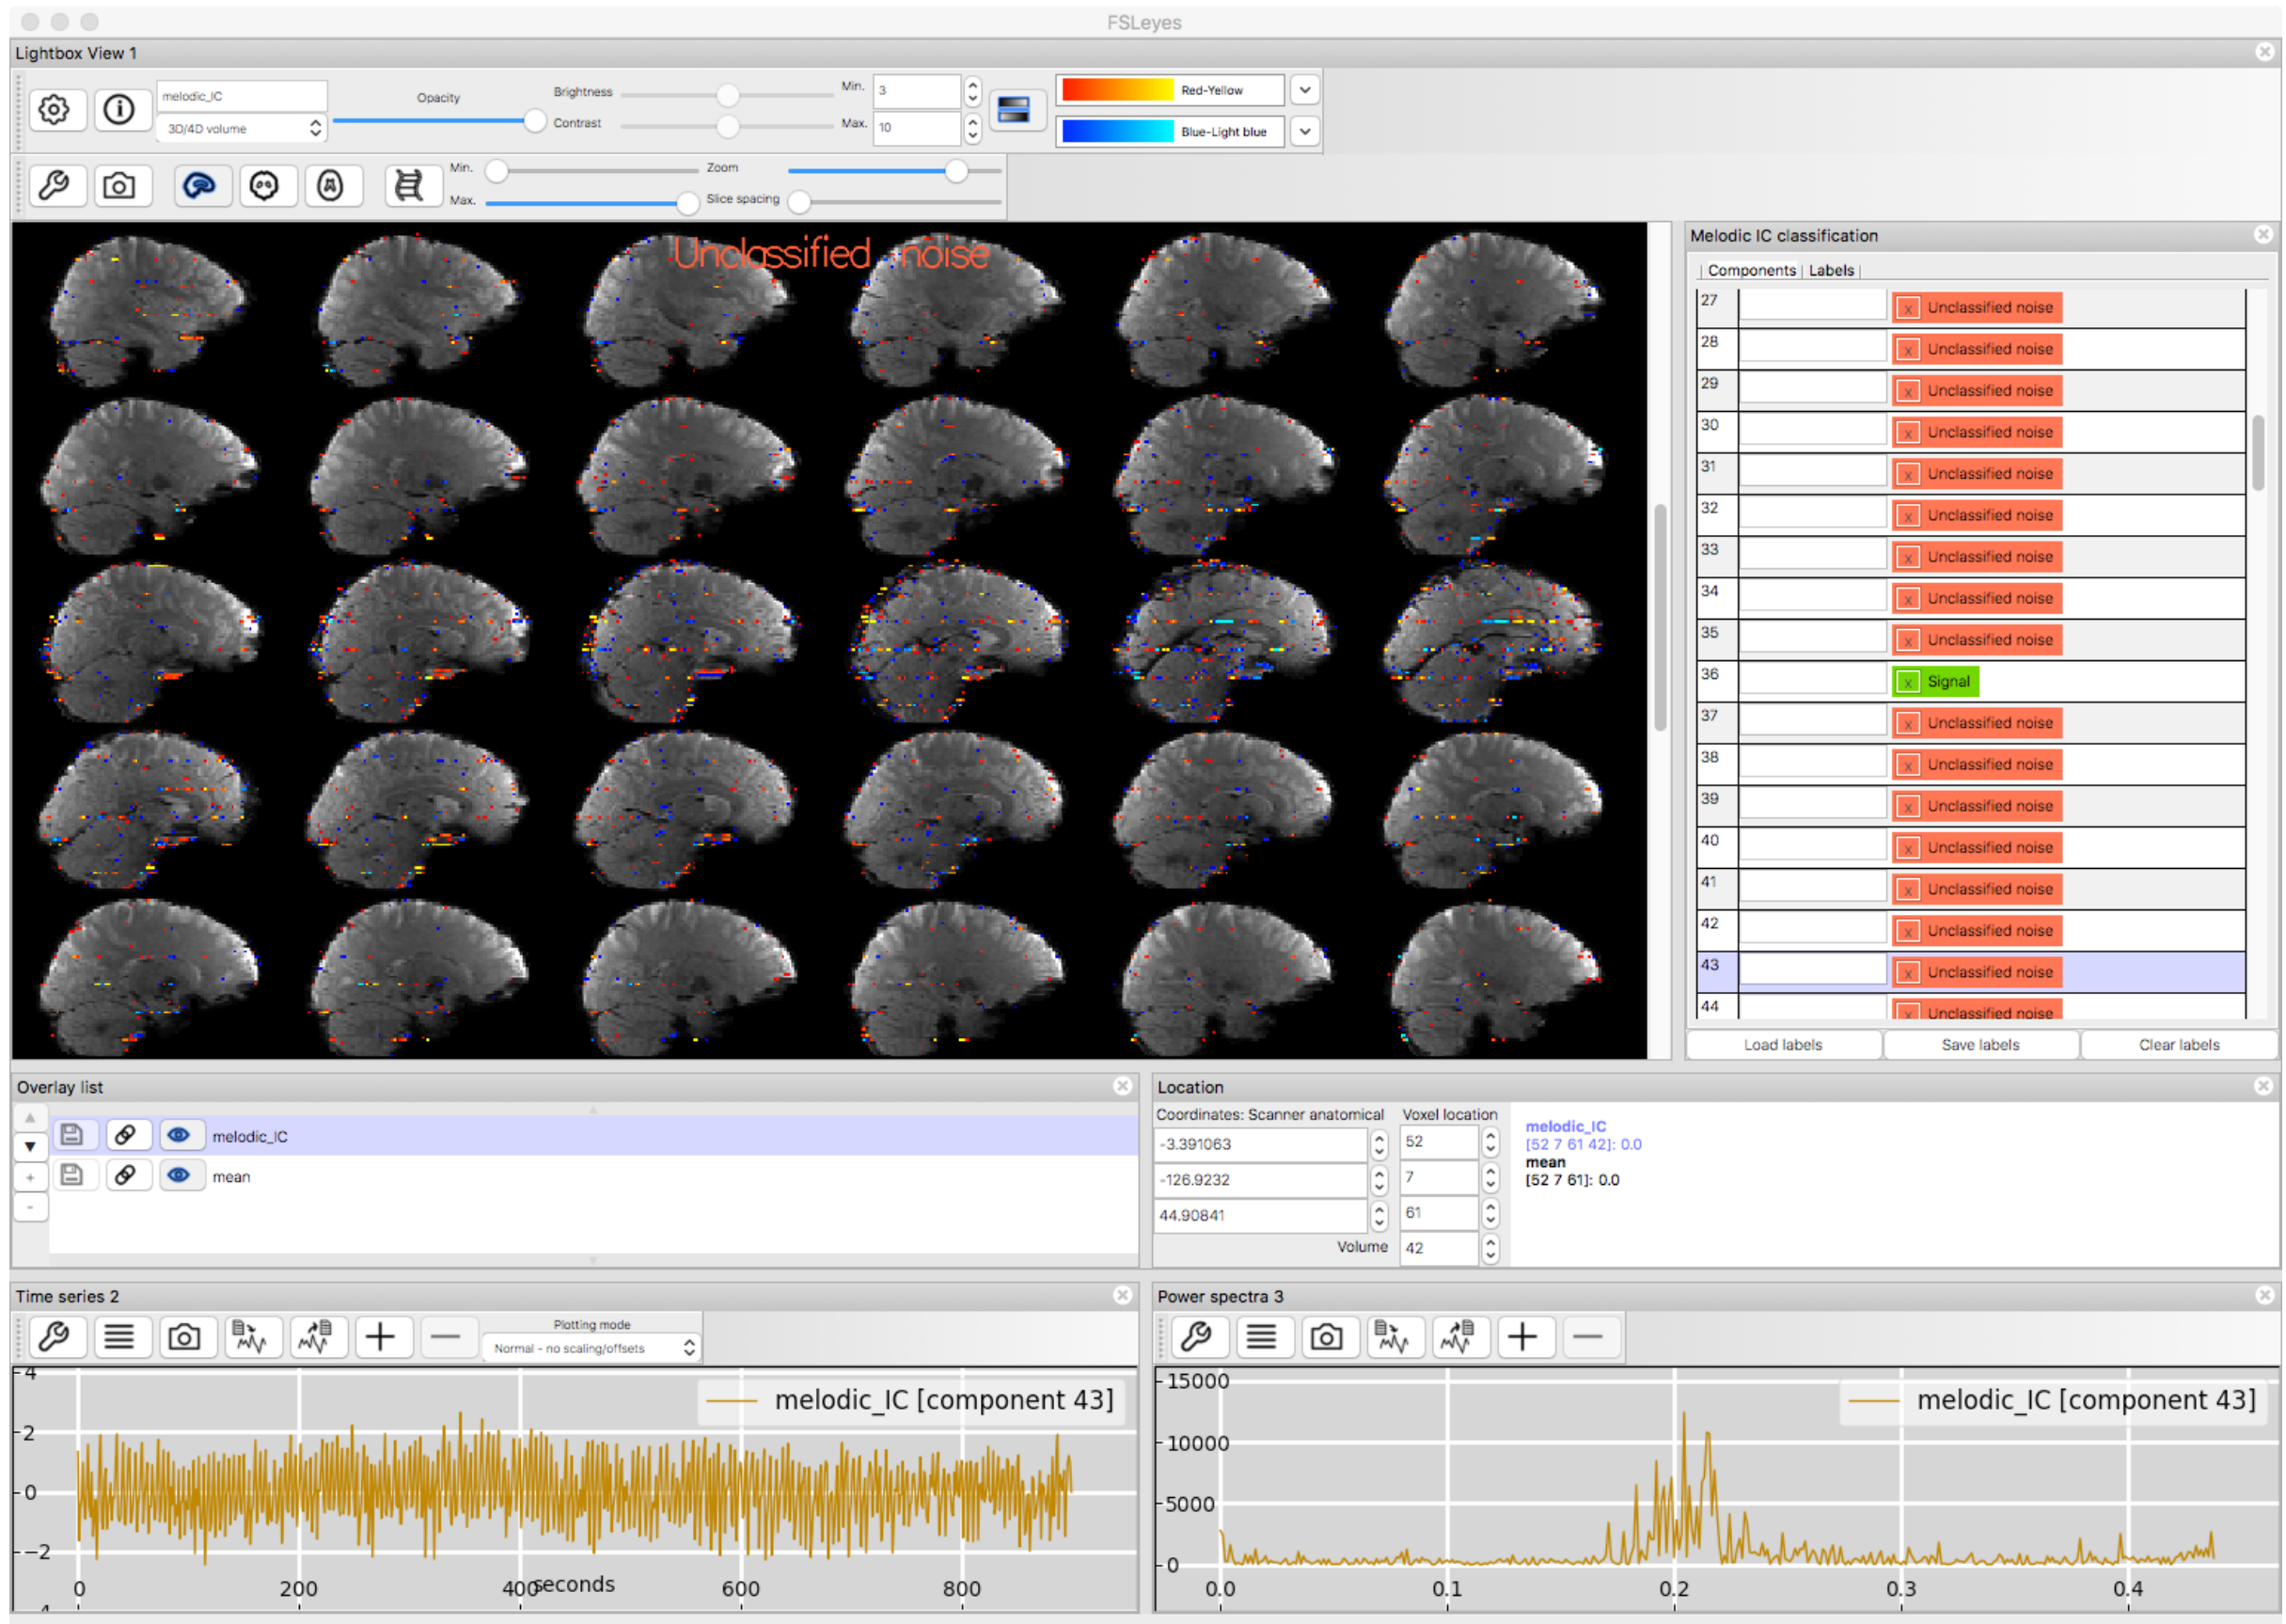 FSLeyes
Lightbox View 1
melodic_IC
3D/4D volume
Opacity
Brightness
Contrast
Min. 3
Max. 10
Red-Yellow
Blue-Light blue
Min.
Max.
Zoom
Slice spacing
Unclassified noise
Melodic IC classification
Components Labels
27 x Unclassified noise
28 x Unclassified noise
29 x Unclassified noise
30 x Unclassified noise
31 x Unclassified noise
32 x Unclassified noise
33 x Unclassified noise
34 x Unclassified noise
35 x Unclassified noise
36 x Signal
37 x Unclassified noise
38 x Unclassified noise
39 x Unclassified noise
40 x Unclassified noise
41 x Unclassified noise
42 x Unclassified noise
43 x Unclassified noise
44 x Unclassified noise
Load labels Save labels Clear labels
Overlay list
melodic_IC
mean
Location
Coordinates: Scanner anatomical Voxel location
-3.391063 52
-126.9232 7
44.90841 61
Volume 42
melodic_IC
[52 7 61 42]: 0.0
mean
[52 7 61]: 0.0
Time series 2
Plotting mode
Normal - no scaling/offsets
melodic_IC [component 43]
4
2
0
−2
−4
0 200 400 600 800
seconds
Power spectra 3
melodic_IC [component 43]
15000
10000
5000
0
0.0 0.1 0.2 0.3 0.4